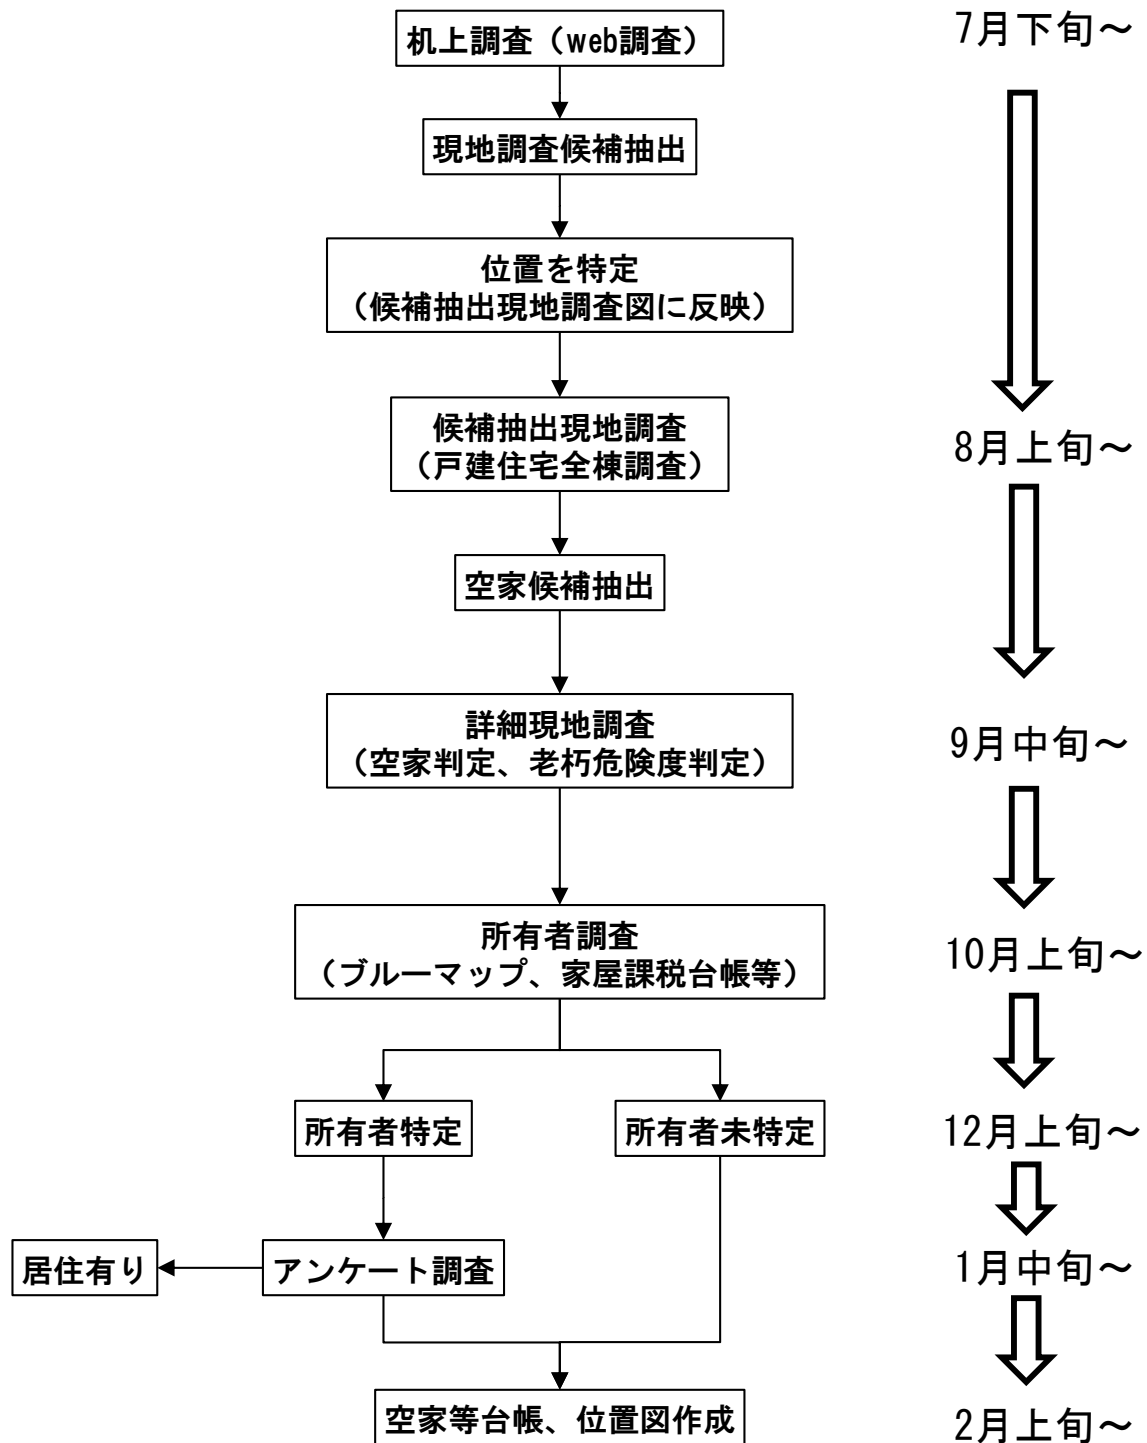 机上調査（web調査）
7月下旬～
現地調査候補抽出
位置を特定
（候補抽出現地調査図に反映）
候補抽出現地調査
（戸建住宅全棟調査）
8月上旬～
空家候補抽出
詳細現地調査
（空家判定、老朽危険度判定）
9月中旬～
所有者調査
（ブルーマップ、家屋課税台帳等）
10月上旬～
所有者特定
所有者未特定
12月上旬～
居住有り
アンケート調査
1月中旬～
空家等台帳、位置図作成
2月上旬～